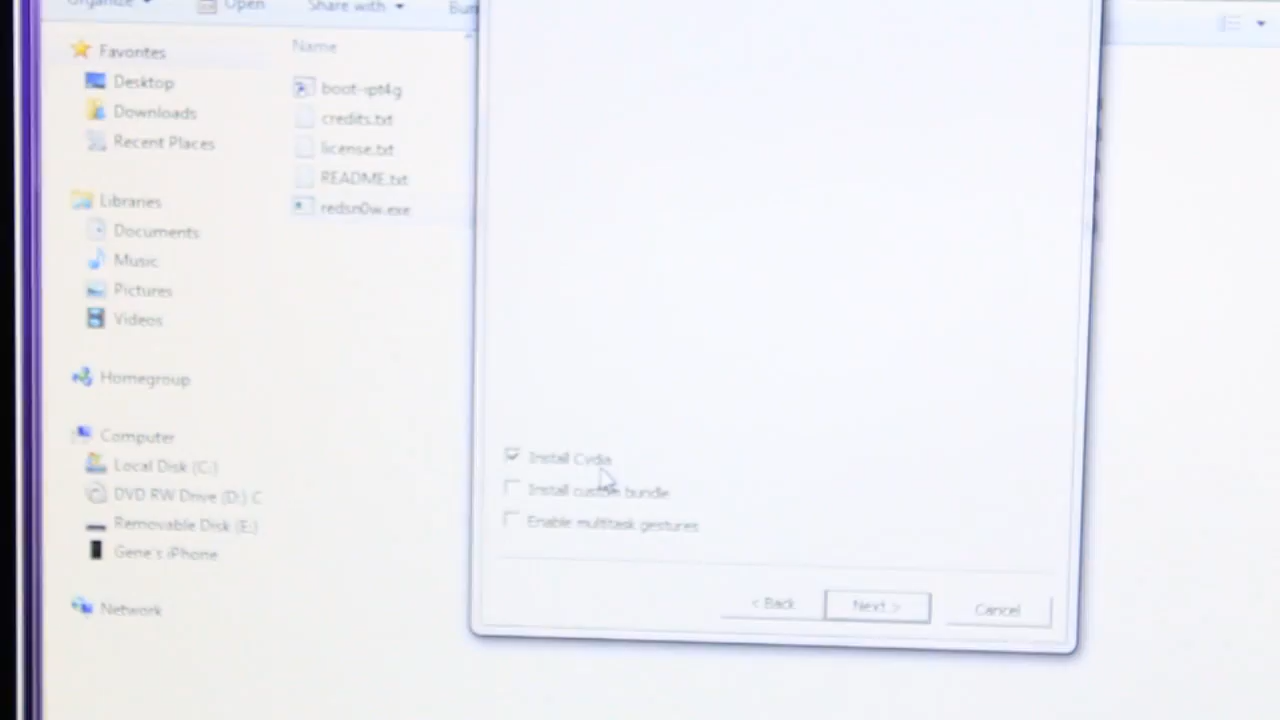 Organize
Open
Share with
Favorites
Desktop
Downloads
Recent Places
Libraries
Documents
Music
Pictures
Videos
Homegroup
Computer
Local Disk (C:)
DVD RW Drive (D:) C
Removable Disk (E:)
Gene's iPhone
Network
Name
boot-ipt4g
credits.txt
license.txt
README.txt
redsn0w.exe
Install Cydia
Install custom bundle
Enable multitask gestures
< Back
Next >
Cancel